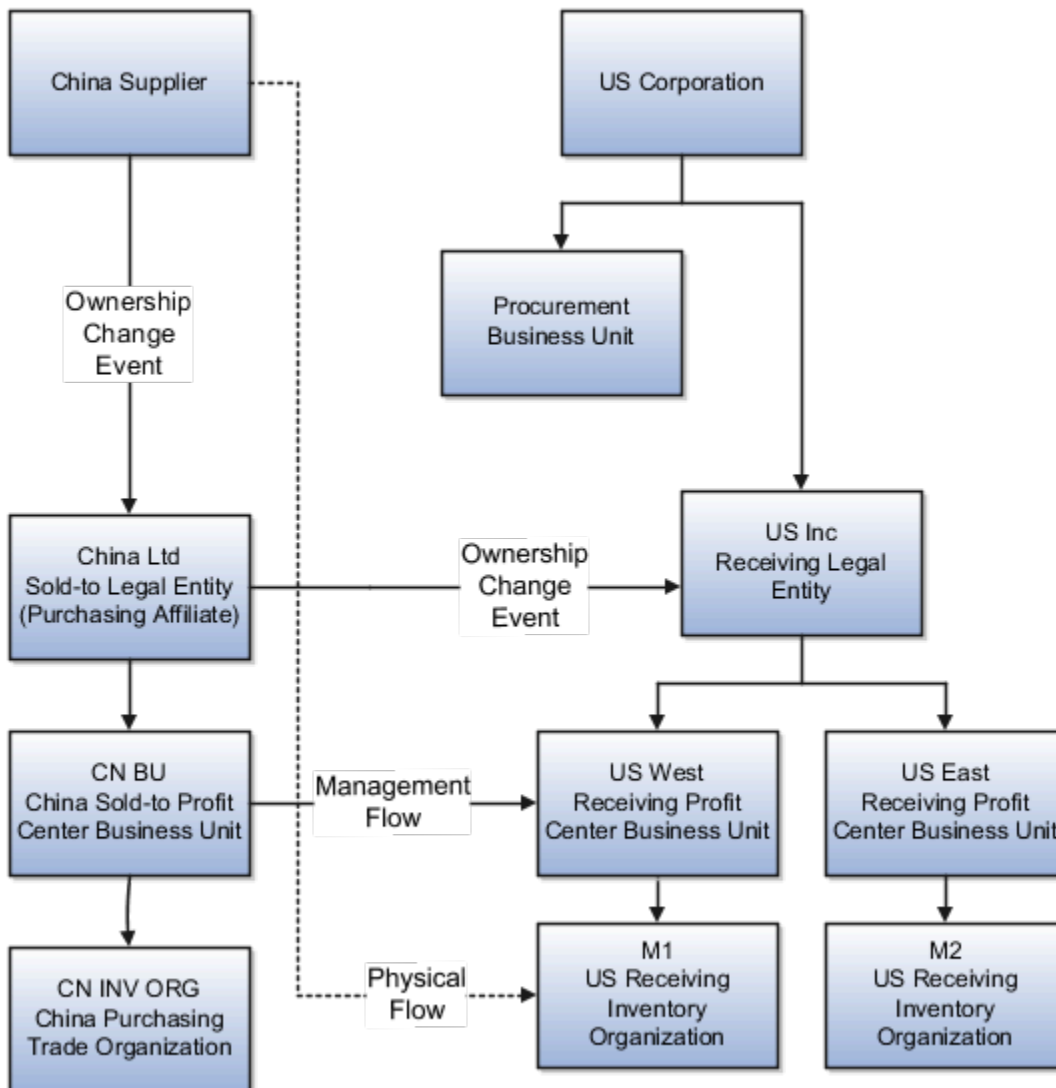 China Supplier
US Corporation
Procurement
Business Unit
Ownership
Change
Event
China Ltd
Sold-to Legal Entity
(Purchasing Affiliate)
Ownership
Change
Event
US Inc
Receiving Legal
Entity
CN BU
China Sold-to Profit
Center Business Unit
Management
Flow
US West
Receiving Profit
Center Business Unit
US East
Receiving Profit
Center Business Unit
CN INV ORG
China Purchasing
Trade Organization
Physical
Flow
M1
US Receiving
Inventory
Organization
M2
US Receiving
Inventory
Organization